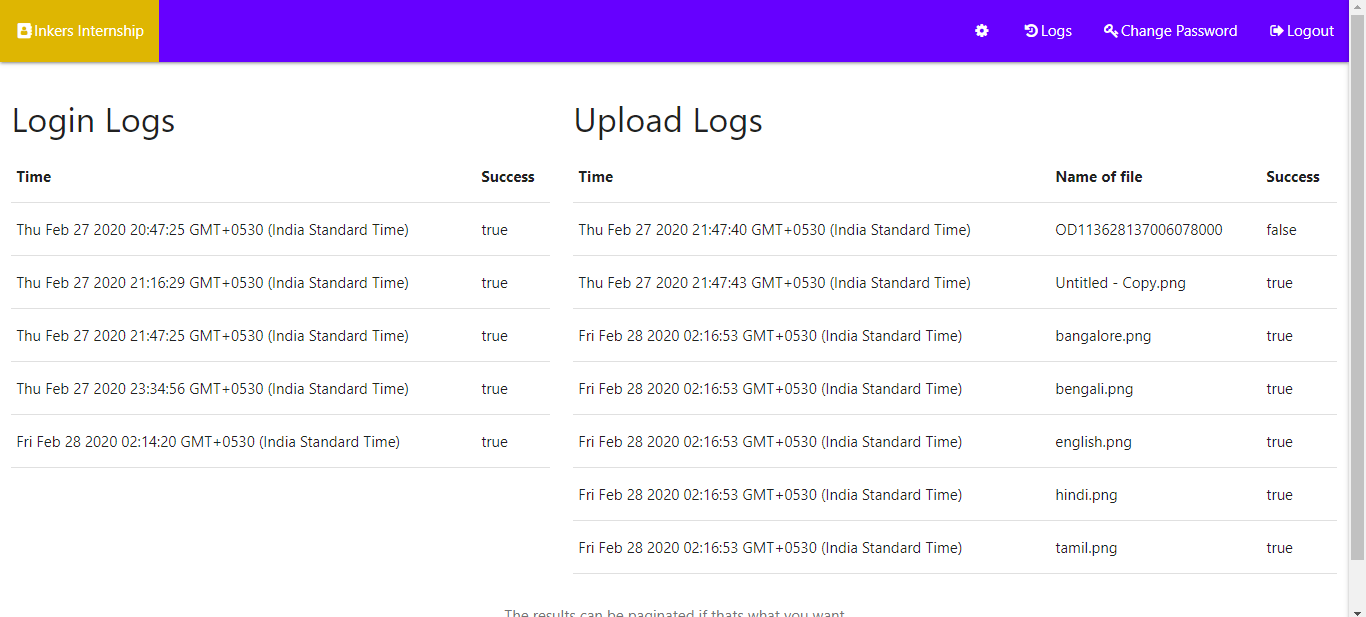 Inkers Internship Logs Change Password Logout
Login Logs
Time Success
Thu Feb 27 2020 20:47:25 GMT+0530 (India Standard Time) true
Thu Feb 27 2020 21:16:29 GMT+0530 (India Standard Time) true
Thu Feb 27 2020 21:47:25 GMT+0530 (India Standard Time) true
Thu Feb 27 2020 23:34:56 GMT+0530 (India Standard Time) true
Fri Feb 28 2020 02:14:20 GMT+0530 (India Standard Time) true
Upload Logs
Time Name of file Success
Thu Feb 27 2020 21:47:40 GMT+0530 (India Standard Time) OD113628137006078000 false
Thu Feb 27 2020 21:47:43 GMT+0530 (India Standard Time) Untitled - Copy.png true
Fri Feb 28 2020 02:16:53 GMT+0530 (India Standard Time) bangalore.png true
Fri Feb 28 2020 02:16:53 GMT+0530 (India Standard Time) bengali.png true
Fri Feb 28 2020 02:16:53 GMT+0530 (India Standard Time) english.png true
Fri Feb 28 2020 02:16:53 GMT+0530 (India Standard Time) hindi.png true
Fri Feb 28 2020 02:16:53 GMT+0530 (India Standard Time) tamil.png true
The results can be paginated if thats what you want